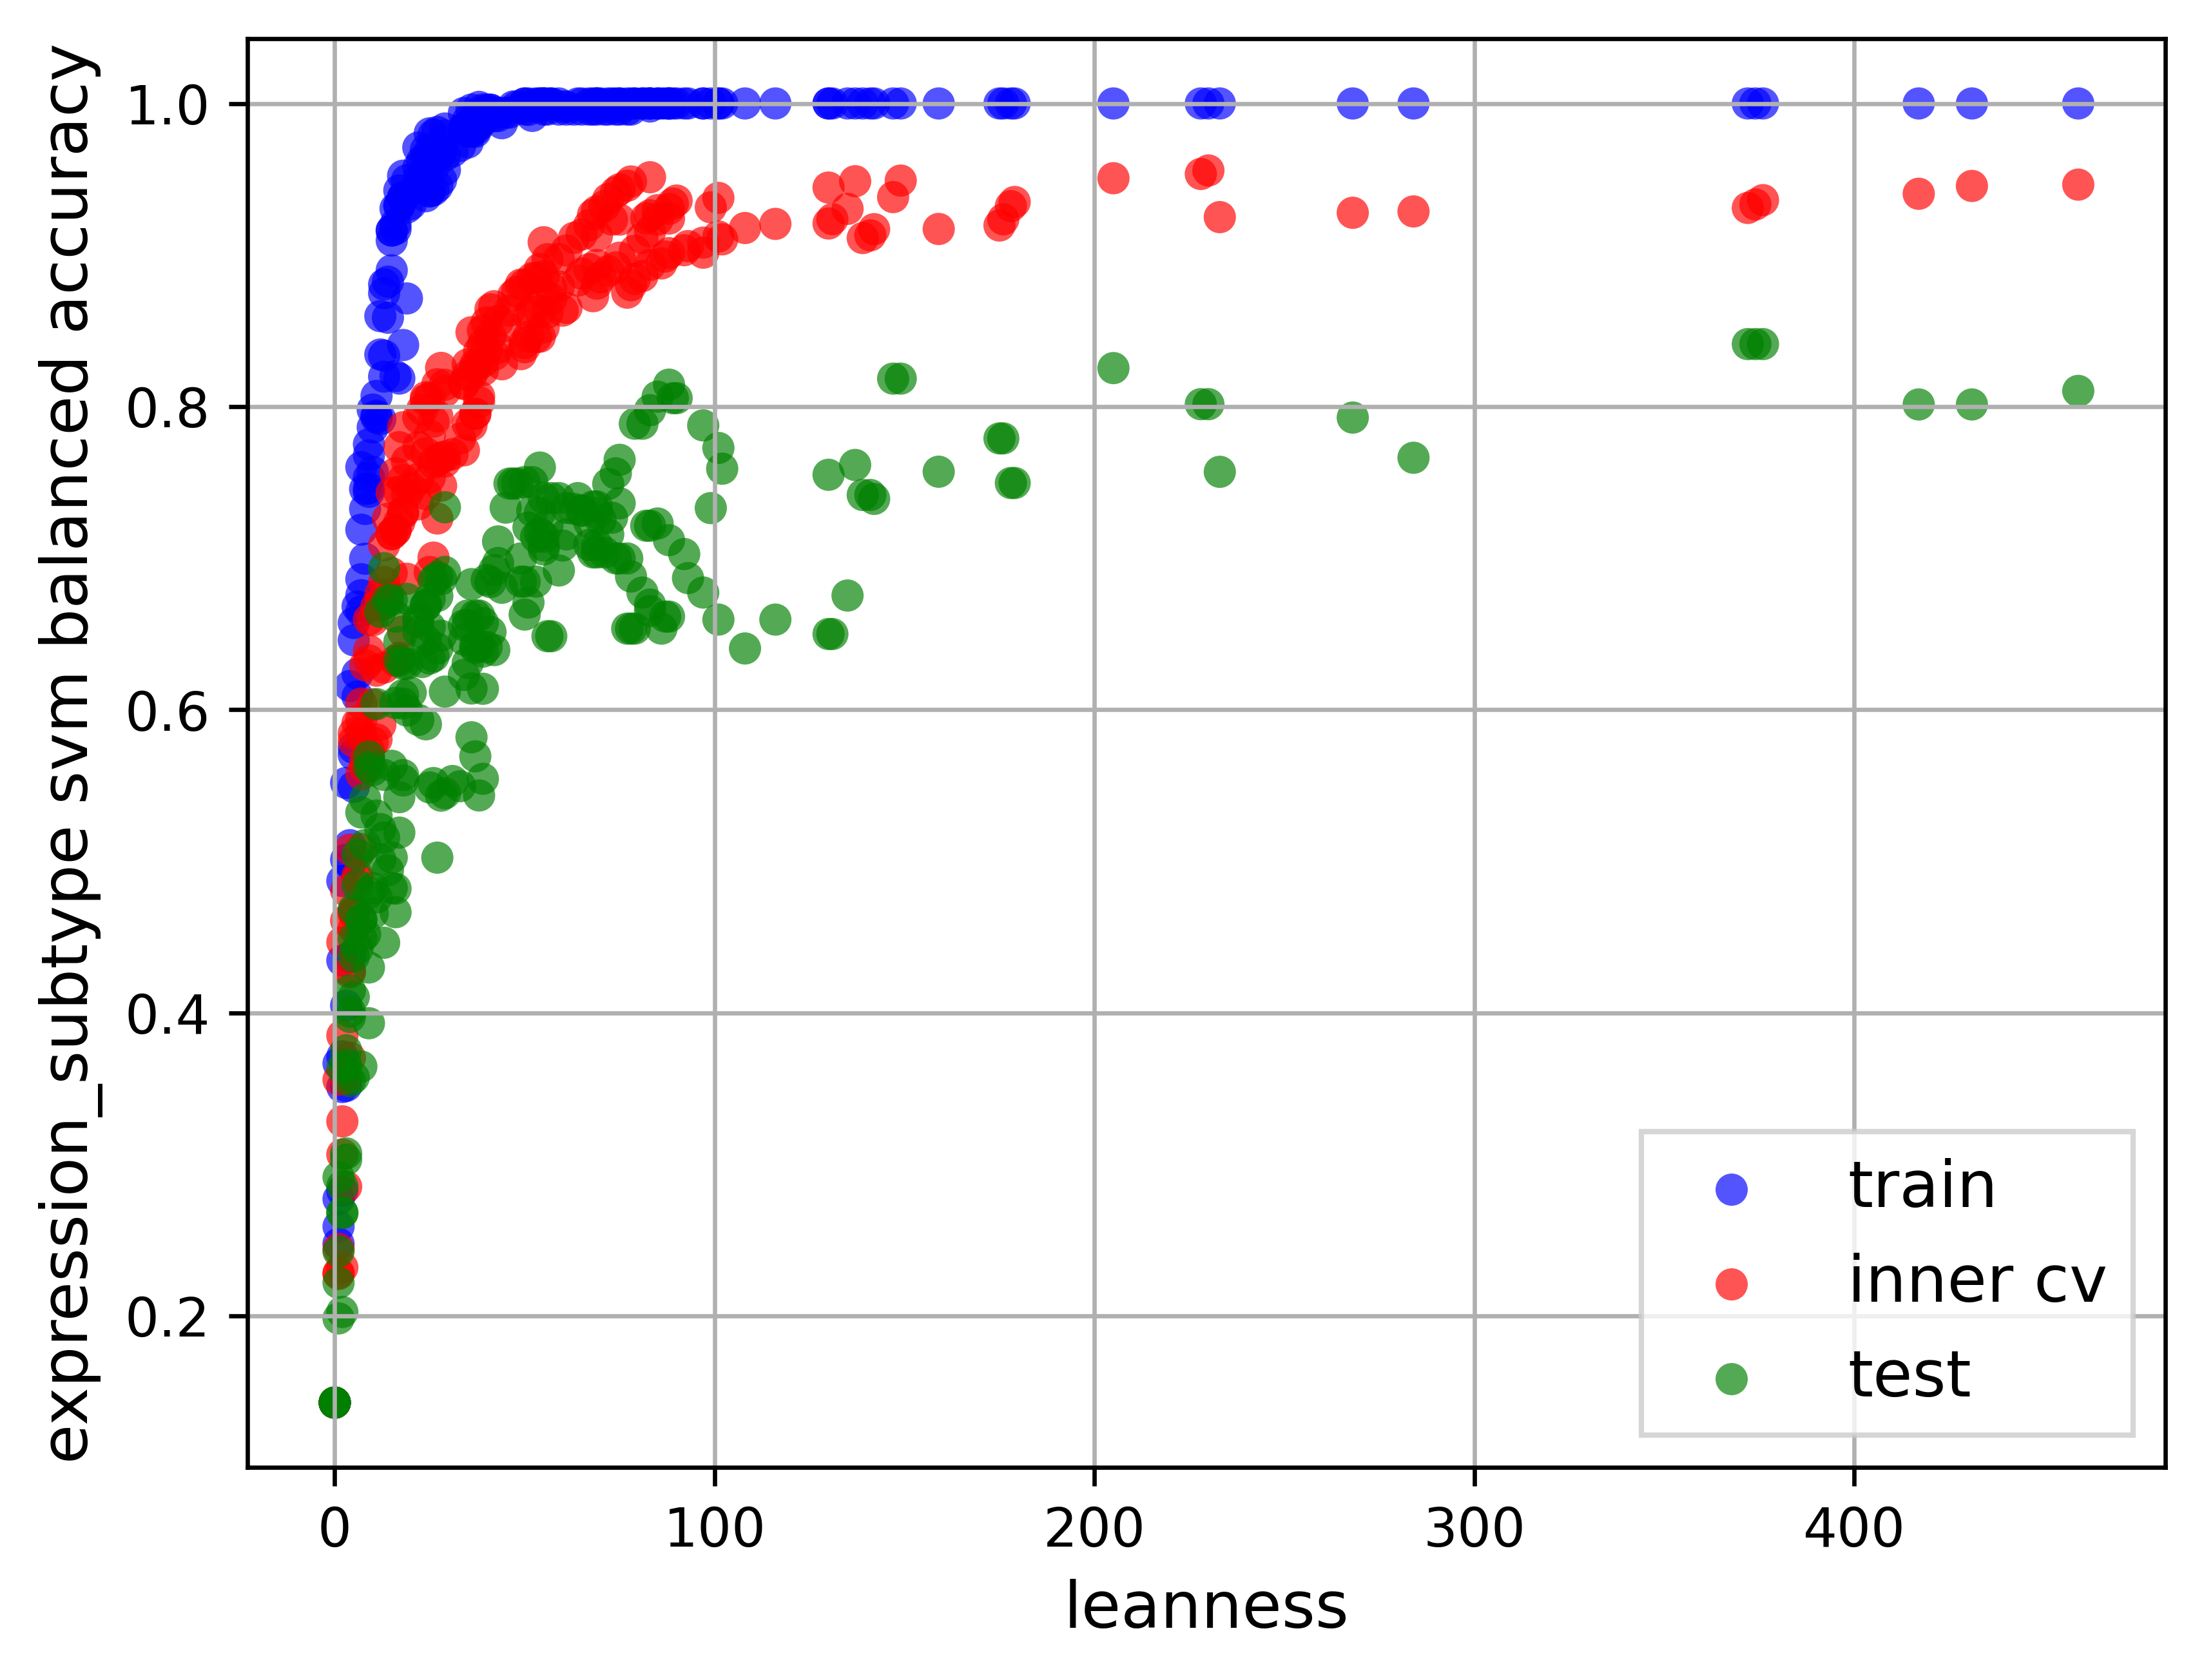 expression_subtype svm balanced accuracy
1.0
0.8
0.6
0.4
0.2
0 100 200 300 400
leanness
train
inner cv
test